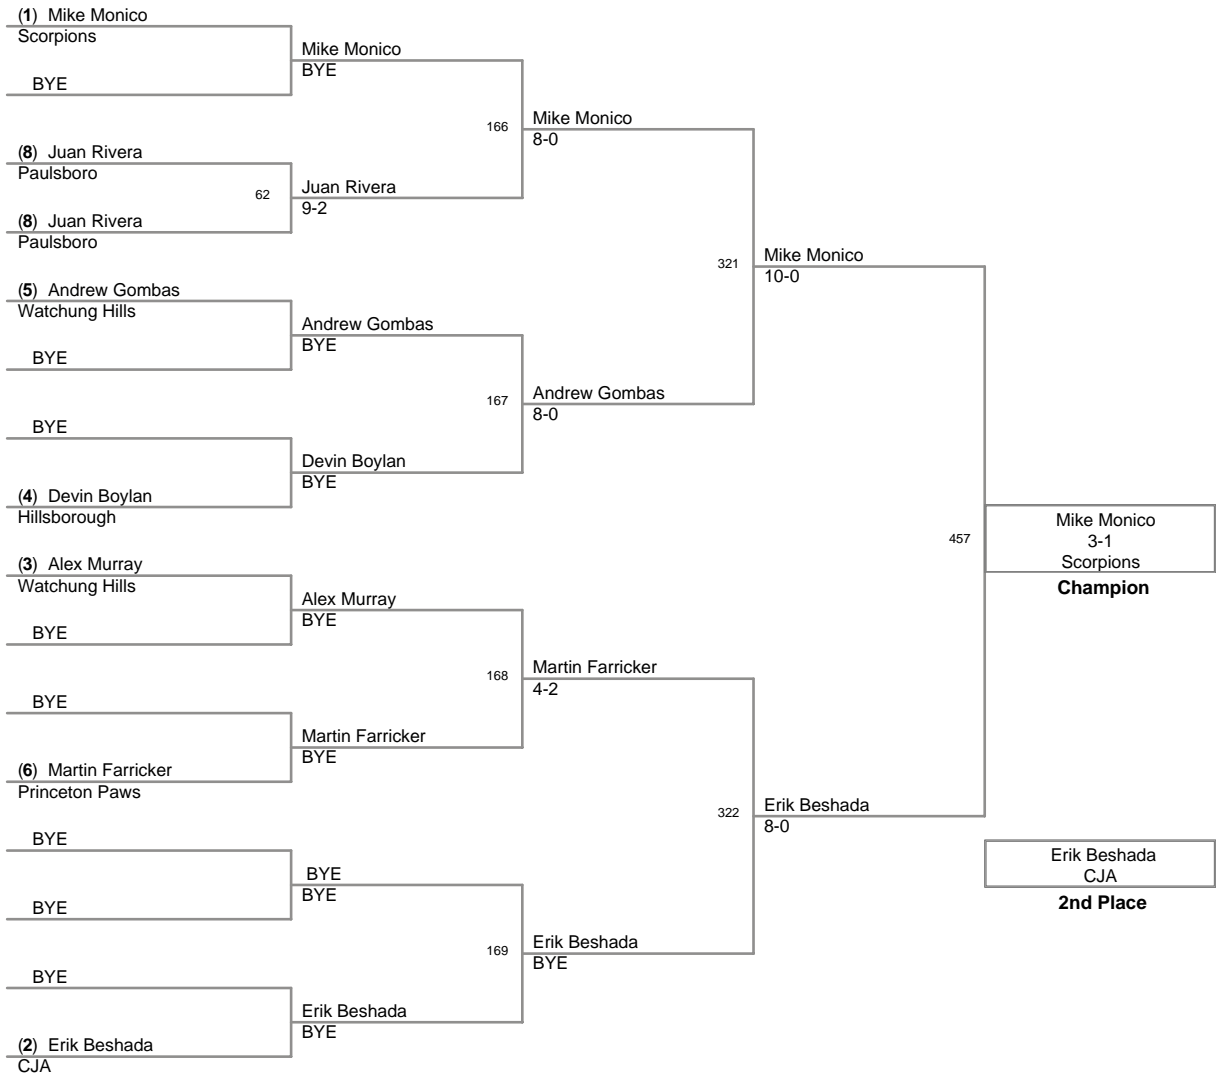 (1) Mike Monico
Scorpions
BYE
(8) Juan Rivera
Paulsboro
(8) Juan Rivera
Paulsboro
(5) Andrew Gombas
Watchung Hills
BYE
BYE
(4) Devin Boylan
Hillsborough
(3) Alex Murray
Watchung Hills
BYE
BYE
(6) Martin Farricker
Princeton Paws
BYE
BYE
BYE
(2) Erik Beshada
CJA
Mike Monico
BYE
62
Juan Rivera
9-2
Andrew Gombas
BYE
Devin Boylan
BYE
Alex Murray
BYE
Martin Farricker
BYE
BYE
BYE
Erik Beshada
BYE
166
Mike Monico
8-0
167
Andrew Gombas
8-0
168
Martin Farricker
4-2
169
Erik Beshada
BYE
321
Mike Monico
10-0
322
Erik Beshada
8-0
457
Mike Monico
3-1
Scorpions
Champion
Erik Beshada
CJA
2nd Place